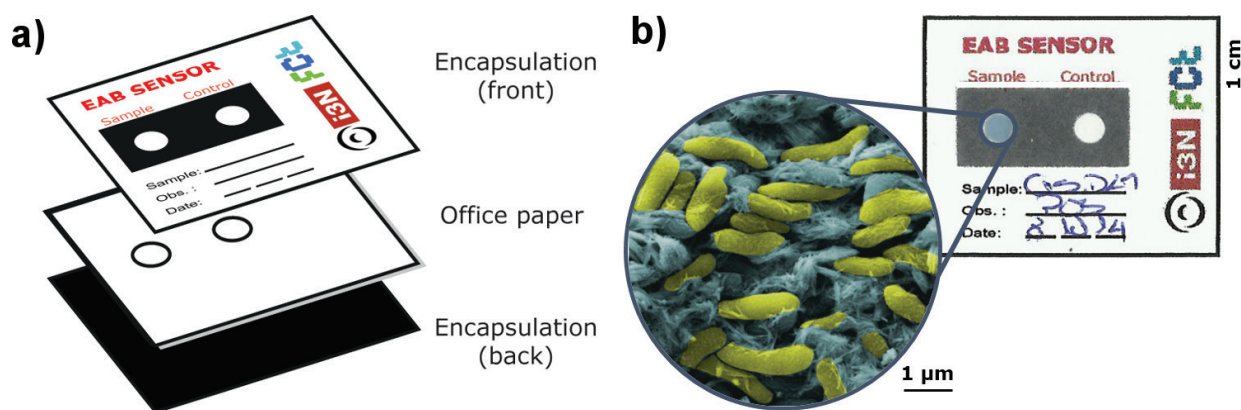 a)
EAB SENSOR
Sample Control
Sample:
Obs. :
Date:
FCt
i3N
Encapsulation
(front)
Office paper
Encapsulation
(back)
b)
EAB SENSOR
Sample Control
Sample:
Obs. : POS
Date:
FCt
i3N
1 cm
1 µm